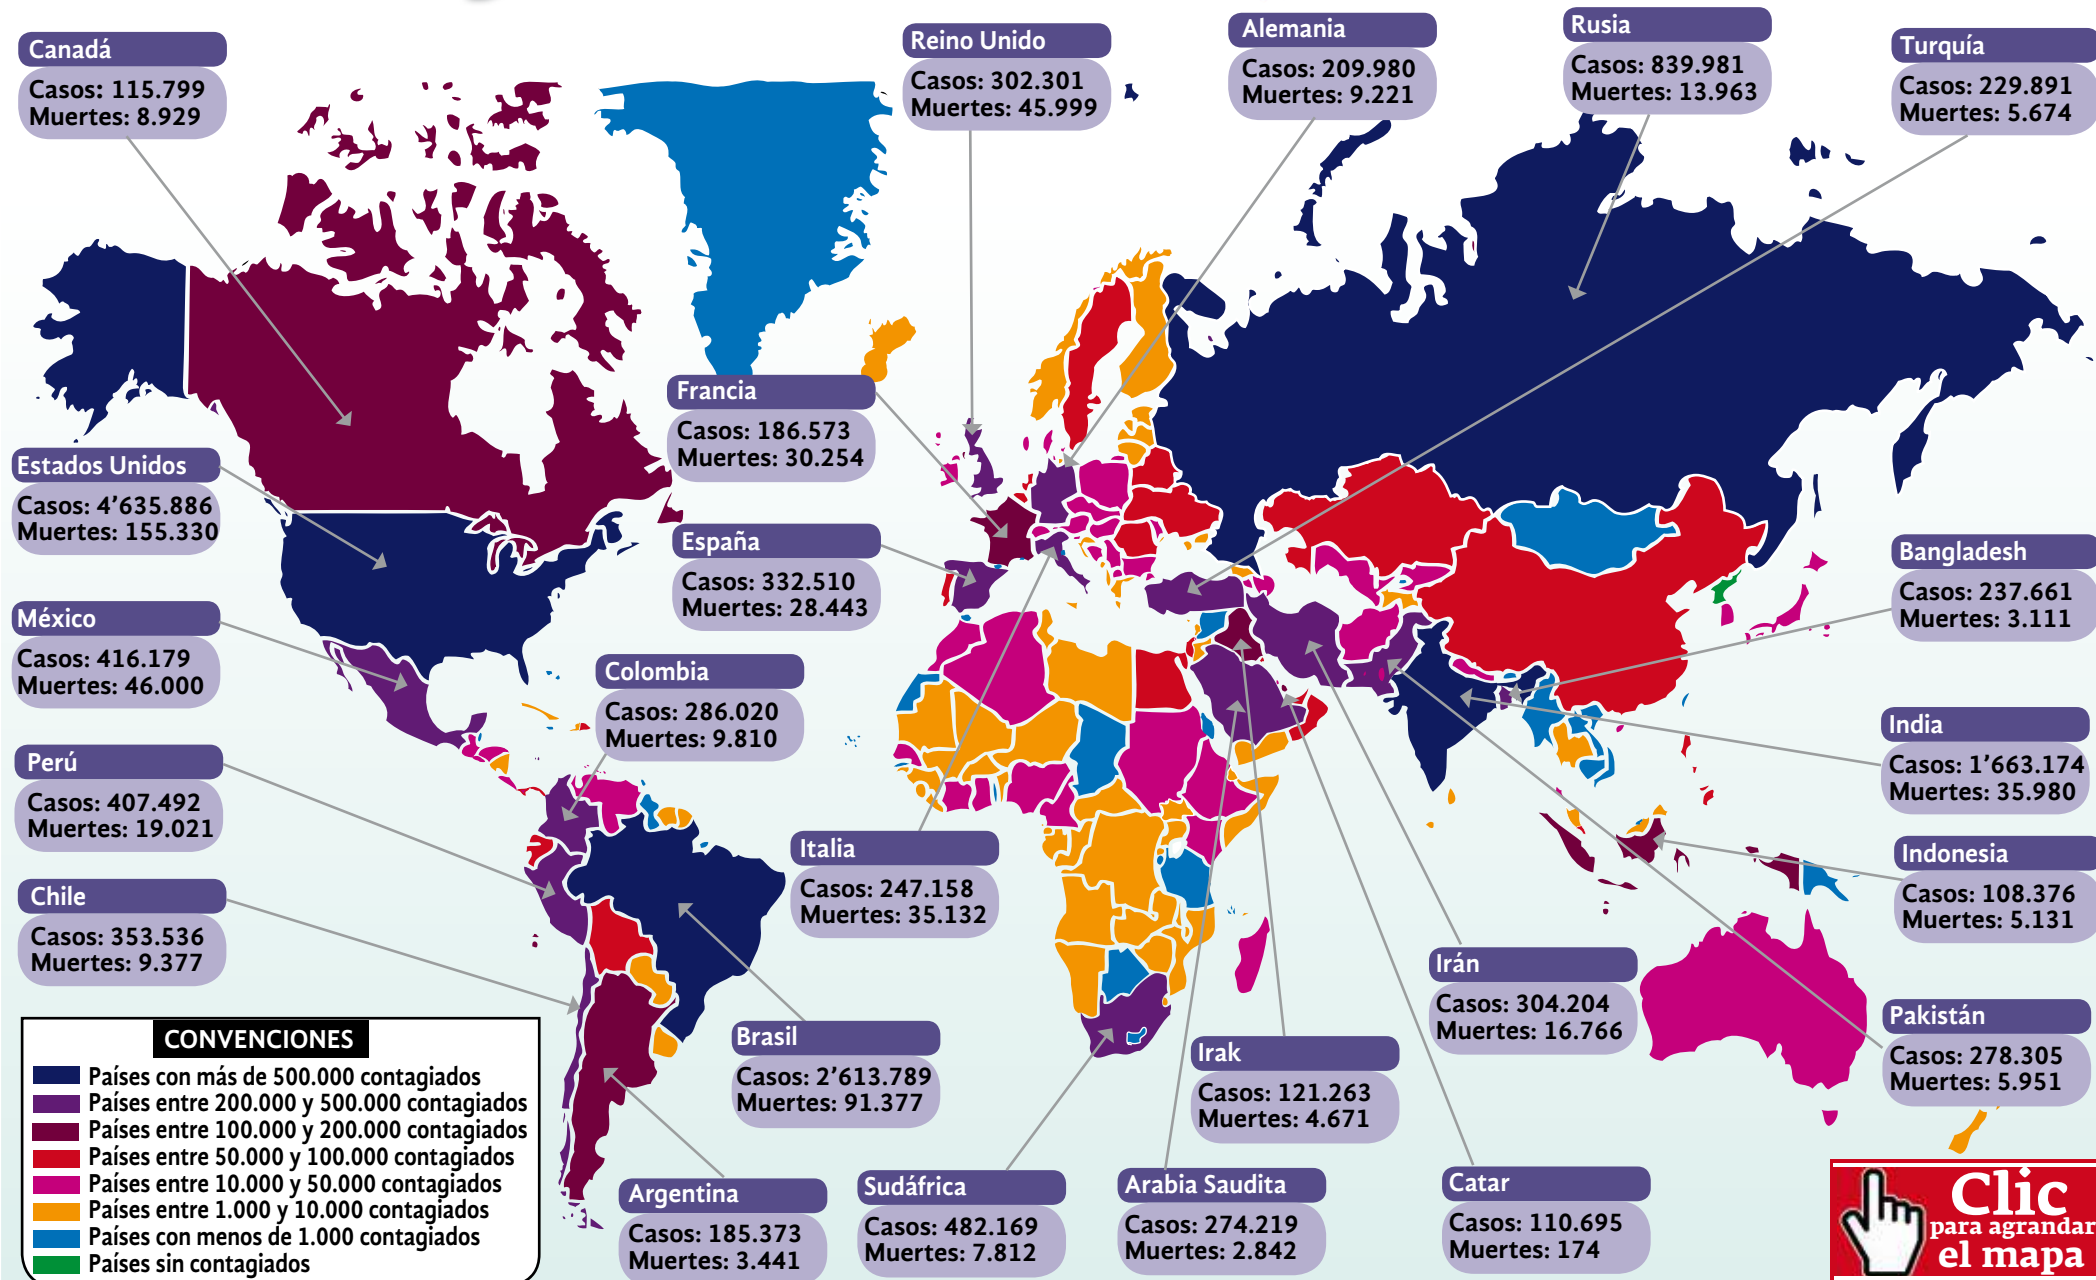 Canadá
Casos: 115.799
Muertes: 8.929
Reino Unido
Casos: 302.301
Muertes: 45.999
Alemania
Casos: 209.980
Muertes: 9.221
Rusia
Casos: 839.981
Muertes: 13.963
Turquía
Casos: 229.891
Muertes: 5.674
Francia
Casos: 186.573
Muertes: 30.254
Estados Unidos
Casos: 4’635.886
Muertes: 155.330
España
Casos: 332.510
Muertes: 28.443
Bangladesh
Casos: 237.661
Muertes: 3.111
México
Casos: 416.179
Muertes: 46.000
Colombia
Casos: 286.020
Muertes: 9.810
India
Casos: 1’663.174
Muertes: 35.980
Perú
Casos: 407.492
Muertes: 19.021
Italia
Casos: 247.158
Muertes: 35.132
Indonesia
Casos: 108.376
Muertes: 5.131
Chile
Casos: 353.536
Muertes: 9.377
Irán
Casos: 304.204
Muertes: 16.766
Pakistán
Casos: 278.305
Muertes: 5.951
Brasil
Casos: 2’613.789
Muertes: 91.377
Irak
Casos: 121.263
Muertes: 4.671
Argentina
Casos: 185.373
Muertes: 3.441
Sudáfrica
Casos: 482.169
Muertes: 7.812
Arabia Saudita
Casos: 274.219
Muertes: 2.842
Catar
Casos: 110.695
Muertes: 174
CONVENCIONES
Países con más de 500.000 contagiados
Países entre 200.000 y 500.000 contagiados
Países entre 100.000 y 200.000 contagiados
Países entre 50.000 y 100.000 contagiados
Países entre 10.000 y 50.000 contagiados
Países entre 1.000 y 10.000 contagiados
Países con menos de 1.000 contagiados
Países sin contagiados
Clic
para agrandar
el mapa